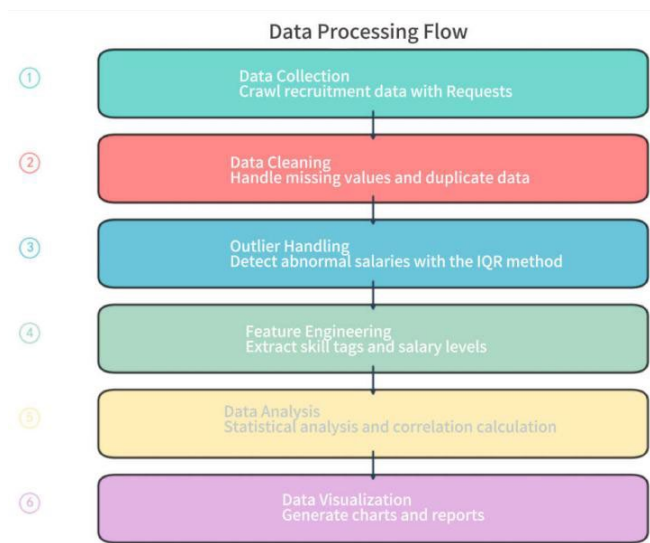 Data Processing Flow
①
Data Collection
Crawl recruitment data with Requests
②
Data Cleaning
Handle missing values and duplicate data
③
Outlier Handling
Detect abnormal salaries with the IQR method
④
Feature Engineering
Extract skill tags and salary levels
⑤
Data Analysis
Statistical analysis and correlation calculation
⑥
Data Visualization
Generate charts and reports